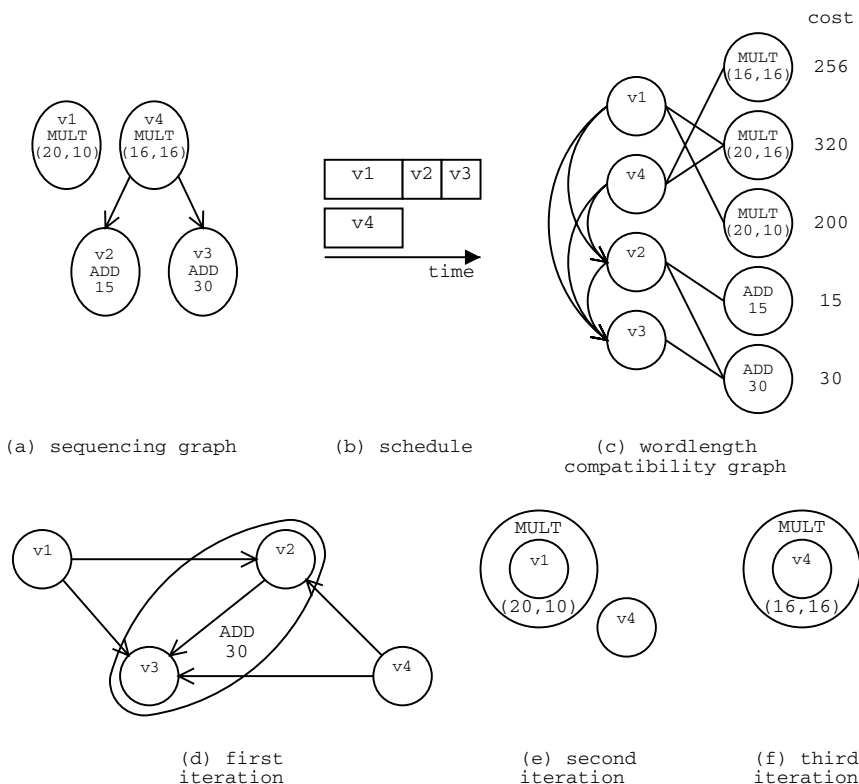 cost
v1
MULT
(20,10)
v4
MULT
(16,16)
v2
ADD
15
v3
ADD
30
(a) sequencing graph
v1 v2 v3
v4
time
(b) schedule
v1
v4
v2
v3
MULT
(16,16)
256
MULT
(20,16)
320
MULT
(20,10)
200
ADD
15
15
ADD
30
30
(c) wordlength
compatibility graph
v1
v2
v3
v4
ADD
30
(d) first
iteration
MULT
v1
(20,10)
v4
(e) second
iteration
MULT
v4
(16,16)
(f) third
iteration